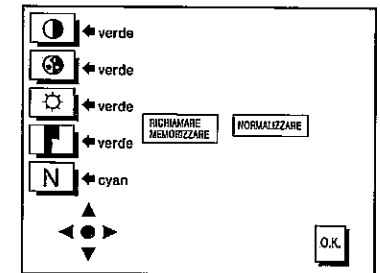 verde
verde
verde
verde
RICHIAMARE
MEMORIZZARE
NORMALIZZARE
N
cyan
O.K.